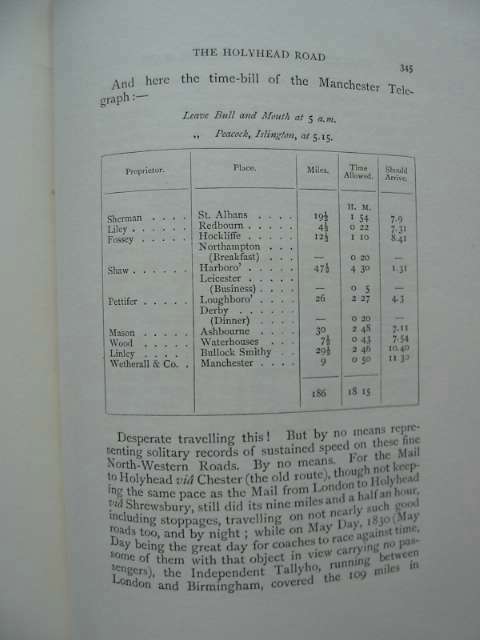 THE HOLYHEAD ROAD 345
And here the time-bill of the Manchester Tele-
graph:—
Leave Bull and Mouth at 5 a.m.
„ Peacock, Islington, at 5.15.
Proprietor. Place. Miles. Time Allowed. Should Arrive.
H. M.
Sherman . . . . St. Albans . . . . 19½ 1 54 7.9
Liley . . . . . . Redbourn . . . . . 4½ 0 22 7.31
Fossey . . . . . Hockliffe . . . . . 12½ 1 10 8.41
Northampton . . .
(Breakfast) . . . — 0 20 —
Shaw . . . . . . Harboro' . . . . . 47½ 4 30 1.31
Leicester . . . . .
(Business) . . . . — 0 5 —
Pettifer . . . . . Loughboro' . . . . 26 2 27 4.3
Derby . . . . . .
(Dinner) . . . . — 0 20 —
Mason . . . . . Ashbourne . . . . 30 2 48 7.11
Wood . . . . . Waterhouses . . . 7½ 0 43 7.54
Linley . . . . Bullock Smithy . . 29½ 2 46 10.40
Wetherall & Co. . Manchester . . . . 9 0 50 11 30
186 18 15
Desperate travelling this! But by no means repre-
senting solitary records of sustained speed on these fine
North-Western Roads. By no means. For the Mail
to Holyhead viâ Chester (the old route), though not keep-
ing the same pace as the Mail from London to Holyhead
viâ Shrewsbury, still did its nine miles and a half an hour,
including stoppages, travelling on not nearly such good
roads too, and by night; while on May Day, 1830 (May
Day being the great day for coaches to race against time,
some of them with that object in view carrying no pas-
sengers), the Independent Tallyho, running between
London and Birmingham, covered the 109 miles in